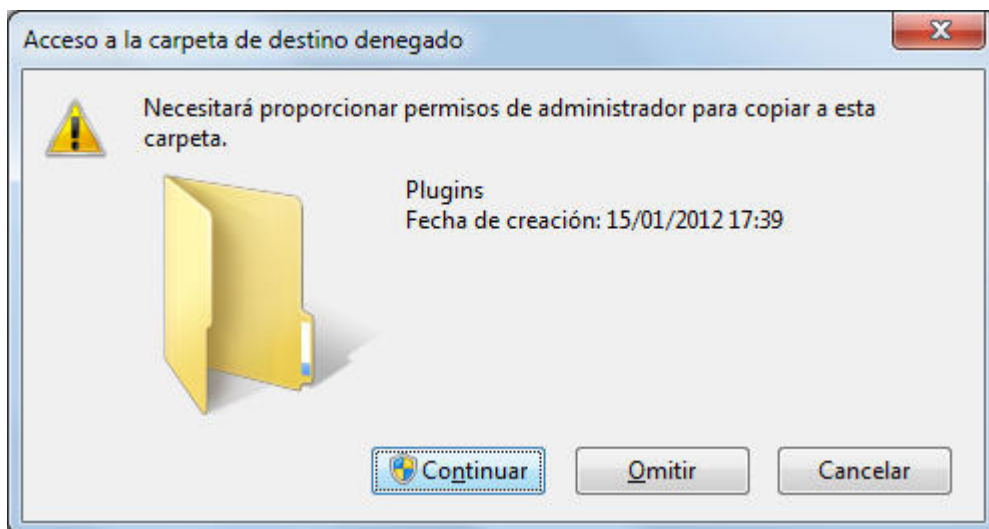 Acceso a la carpeta de destino denegado
Necesitará proporcionar permisos de administrador para copiar a esta
carpeta.
Plugins
Fecha de creación: 15/01/2012 17:39
Continuar
Omitir
Cancelar